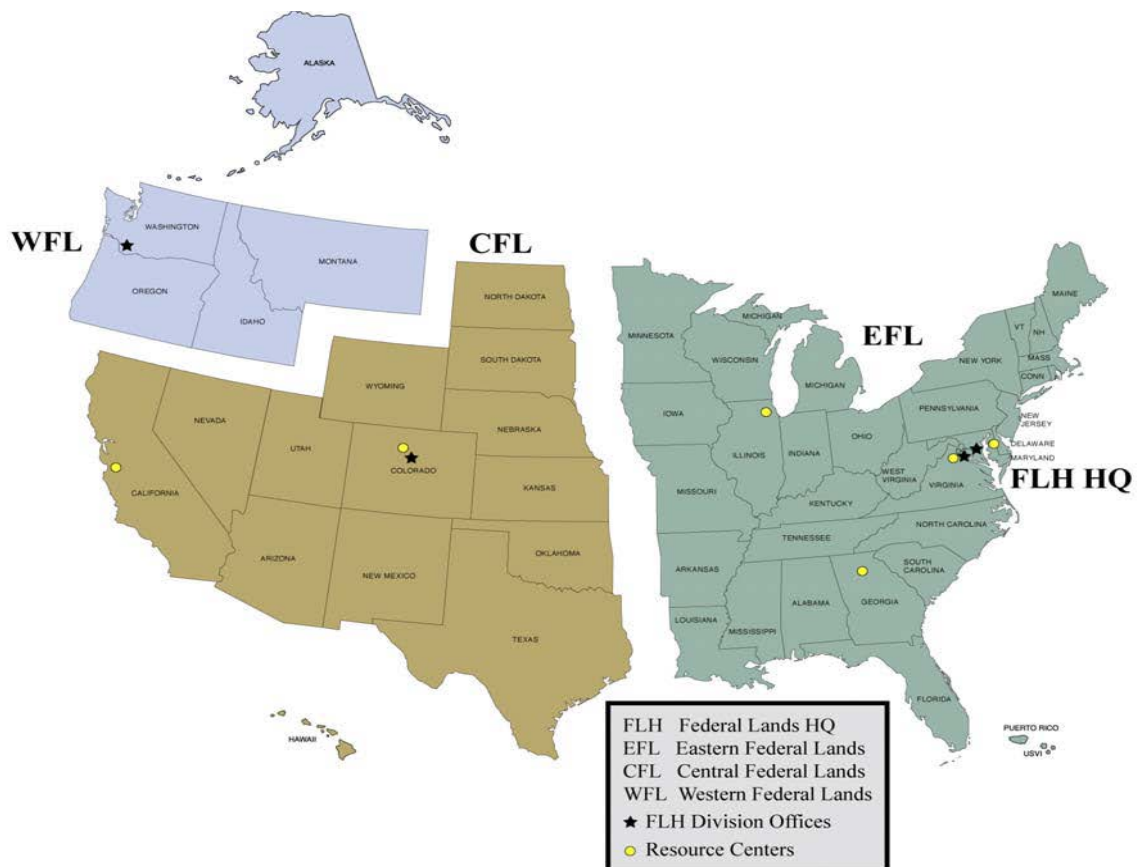 ALASKA
WFL
WASHINGTON
MONTANA
OREGON
IDAHO
CFL
NORTH DAKOTA
SOUTH DAKOTA
WYOMING
NEBRASKA
NEVADA
UTAH
COLORADO
KANSAS
CALIFORNIA
OKLAHOMA
ARIZONA
NEW MEXICO
TEXAS
HAWAII
EFL
MAINE
MICHIGAN
VT
NH
MINNESOTA
WISCONSIN
NEW YORK
MASS
MICHIGAN
CONN
IOWA
PENNSYLVANIA
NEW
JERSEY
OHIO
ILLINOIS
INDIANA
DELAWARE
MARYLAND
WEST
VIRGINIA
VIRGINIA
FLH HQ
MISSOURI
KENTUCKY
NORTH CAROLINA
TENNESSEE
SOUTH
CAROLINA
ARKANSAS
GEORGIA
ALABAMA
LOUISIANA
MISSISSIPPI
FLORIDA
PUERTO RICO
USVI
FLH Federal Lands HQ
EFL Eastern Federal Lands
CFL Central Federal Lands
WFL Western Federal Lands
FLH Division Offices
Resource Centers